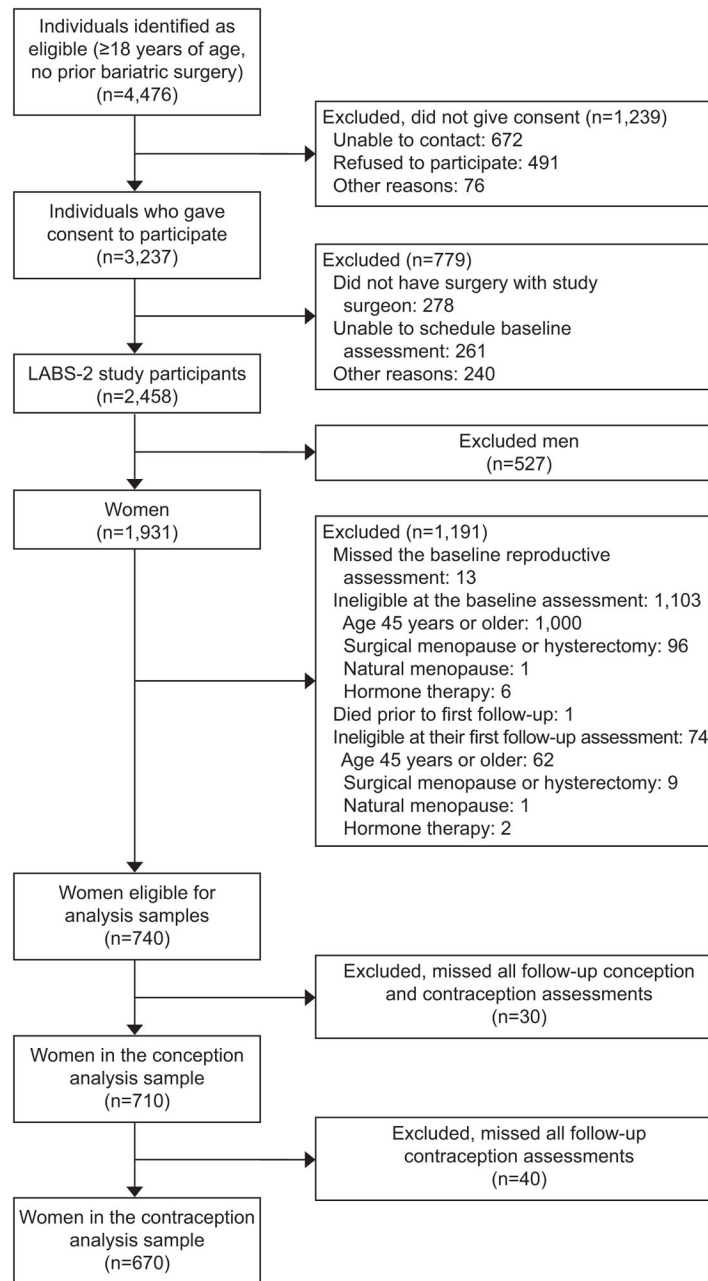 Individuals identified as
eligible (≥18 years of age,
no prior bariatric surgery)
(n=4,476)
Excluded, did not give consent (n=1,239)
Unable to contact: 672
Refused to participate: 491
Other reasons: 76
Individuals who gave
consent to participate
(n=3,237)
Excluded (n=779)
Did not have surgery with study
surgeon: 278
Unable to schedule baseline
assessment: 261
Other reasons: 240
LABS-2 study participants
(n=2,458)
Excluded men
(n=527)
Women
(n=1,931)
Excluded (n=1,191)
Missed the baseline reproductive
assessment: 13
Ineligible at the baseline assessment: 1,103
Age 45 years or older: 1,000
Surgical menopause or hysterectomy: 96
Natural menopause: 1
Hormone therapy: 6
Died prior to first follow-up: 1
Ineligible at their first follow-up assessment: 74
Age 45 years or older: 62
Surgical menopause or hysterectomy: 9
Natural menopause: 1
Hormone therapy: 2
Women eligible for
analysis samples
(n=740)
Excluded, missed all follow-up conception
and contraception assessments
(n=30)
Women in the conception
analysis sample
(n=710)
Excluded, missed all follow-up
contraception assessments
(n=40)
Women in the contraception
analysis sample
(n=670)